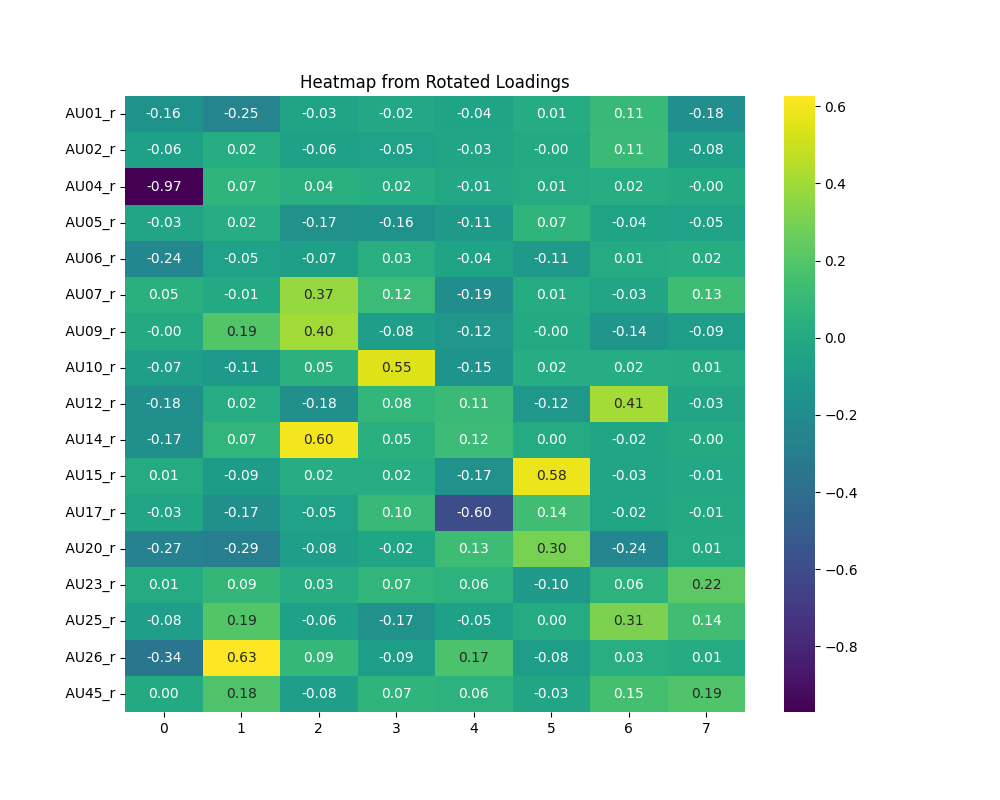 Heatmap from Rotated Loadings
AU01_r -0.16 -0.25 -0.03 -0.02 -0.04 0.01 0.11 -0.18
AU02_r -0.06 0.02 -0.06 -0.05 -0.03 -0.00 0.11 -0.08
AU04_r -0.97 0.07 0.04 0.02 -0.01 0.01 0.02 -0.00
AU05_r -0.03 0.02 -0.17 -0.16 -0.11 0.07 -0.04 -0.05
AU06_r -0.24 -0.05 -0.07 0.03 -0.04 -0.11 0.01 0.02
AU07_r 0.05 -0.01 0.37 0.12 -0.19 0.01 -0.03 0.13
AU09_r -0.00 0.19 0.40 -0.08 -0.12 -0.00 -0.14 -0.09
AU10_r -0.07 -0.11 0.05 0.55 -0.15 0.02 0.02 0.01
AU12_r -0.18 0.02 -0.18 0.08 0.11 -0.12 0.41 -0.03
AU14_r -0.17 0.07 0.60 0.05 0.12 0.00 -0.02 -0.00
AU15_r 0.01 -0.09 0.02 0.02 -0.17 0.58 -0.03 -0.01
AU17_r -0.03 -0.17 -0.05 0.10 -0.60 0.14 -0.02 -0.01
AU20_r -0.27 -0.29 -0.08 -0.02 0.13 0.30 -0.24 0.01
AU23_r 0.01 0.09 0.03 0.07 0.06 -0.10 0.06 0.22
AU25_r -0.08 0.19 -0.06 -0.17 -0.05 0.00 0.31 0.14
AU26_r -0.34 0.63 0.09 -0.09 0.17 -0.08 0.03 0.01
AU45_r 0.00 0.18 -0.08 0.07 0.06 -0.03 0.15 0.19
0 1 2 3 4 5 6 7
0.6
0.4
0.2
0.0
−0.2
−0.4
−0.6
−0.8